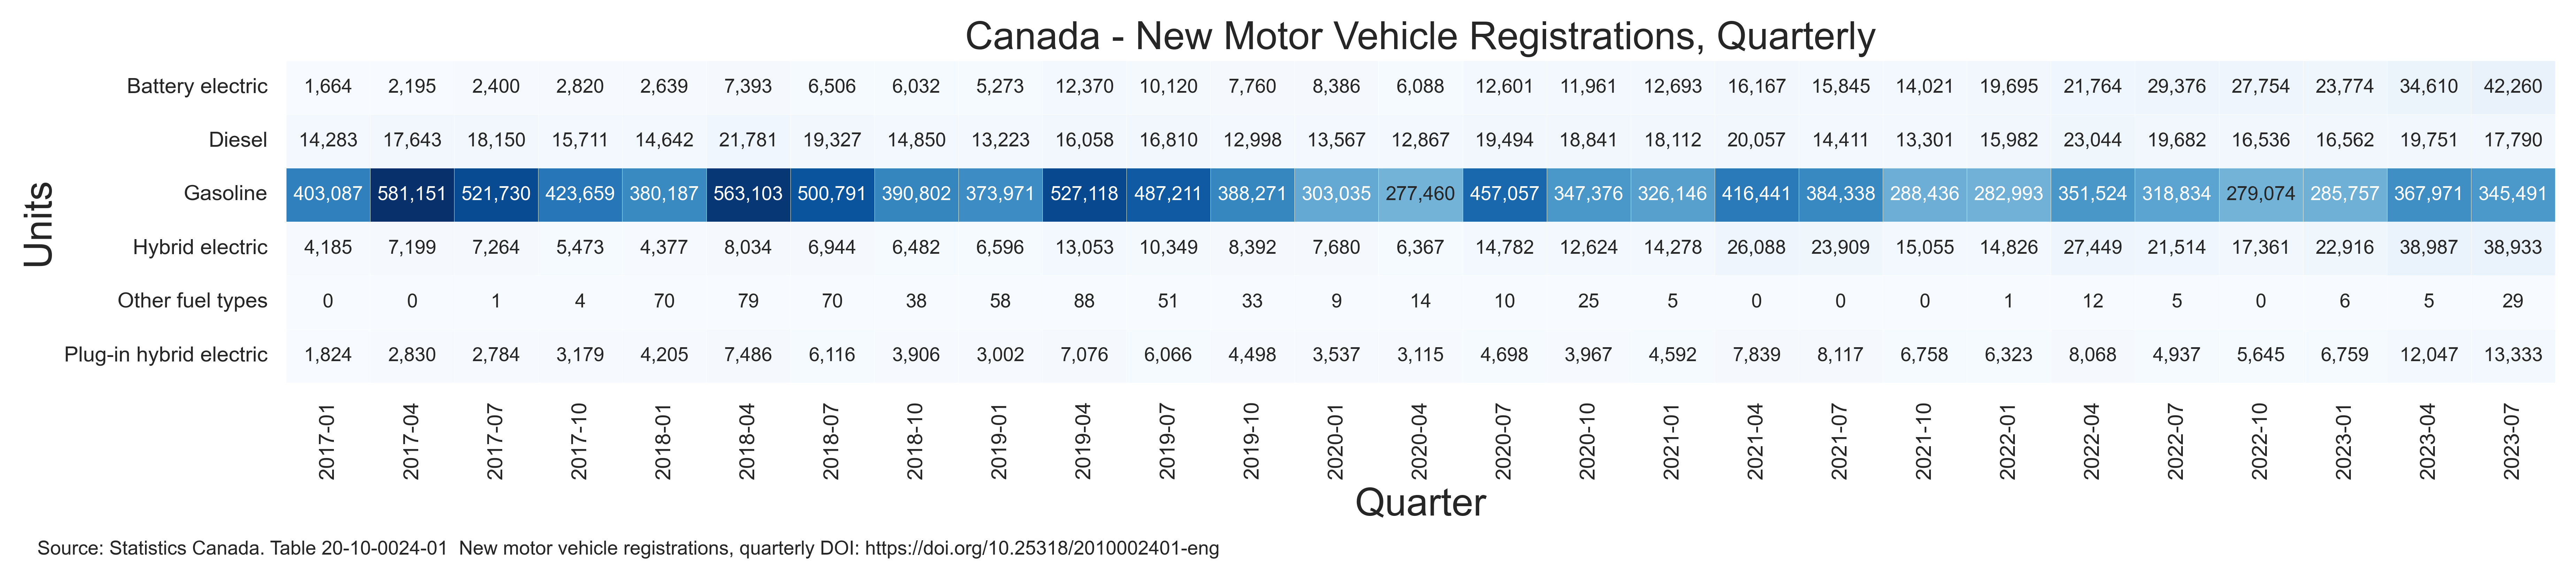 Canada - New Motor Vehicle Registrations, Quarterly
Units
Battery electric 1,664 2,195 2,400 2,820 2,639 7,393 6,506 6,032 5,273 12,370 10,120 7,760 8,386 6,088 12,601 11,961 12,693 16,167 15,845 14,021 19,695 21,764 29,376 27,754 23,774 34,610 42,260
Diesel 14,283 17,643 18,150 15,711 14,642 21,781 19,327 14,850 13,223 16,058 16,810 12,998 13,567 12,867 19,494 18,841 18,112 20,057 14,411 13,301 15,982 23,044 19,682 16,536 16,562 19,751 17,790
Gasoline 403,087 581,151 521,730 423,659 380,187 563,103 500,791 390,802 373,971 527,118 487,211 388,271 303,035 277,460 457,057 347,376 326,146 416,441 384,338 288,436 282,993 351,524 318,834 279,074 285,757 367,971 345,491
Hybrid electric 4,185 7,199 7,264 5,473 4,377 8,034 6,944 6,482 6,596 13,053 10,349 8,392 7,680 6,367 14,782 12,624 14,278 26,088 23,909 15,055 14,826 27,449 21,514 17,361 22,916 38,987 38,933
Other fuel types 0 0 1 4 70 79 70 38 58 88 51 33 9 14 10 25 5 0 0 0 1 12 5 0 6 5 29
Plug-in hybrid electric 1,824 2,830 2,784 3,179 4,205 7,486 6,116 3,906 3,002 7,076 6,066 4,498 3,537 3,115 4,698 3,967 4,592 7,839 8,117 6,758 6,323 8,068 4,937 5,645 6,759 12,047 13,333
2017-01 2017-04 2017-07 2017-10 2018-01 2018-04 2018-07 2018-10 2019-01 2019-04 2019-07 2019-10 2020-01 2020-04 2020-07 2020-10 2021-01 2021-04 2021-07 2021-10 2022-01 2022-04 2022-07 2022-10 2023-01 2023-04 2023-07
Quarter
Source: Statistics Canada. Table 20-10-0024-01  New motor vehicle registrations, quarterly DOI: https://doi.org/10.25318/2010002401-eng